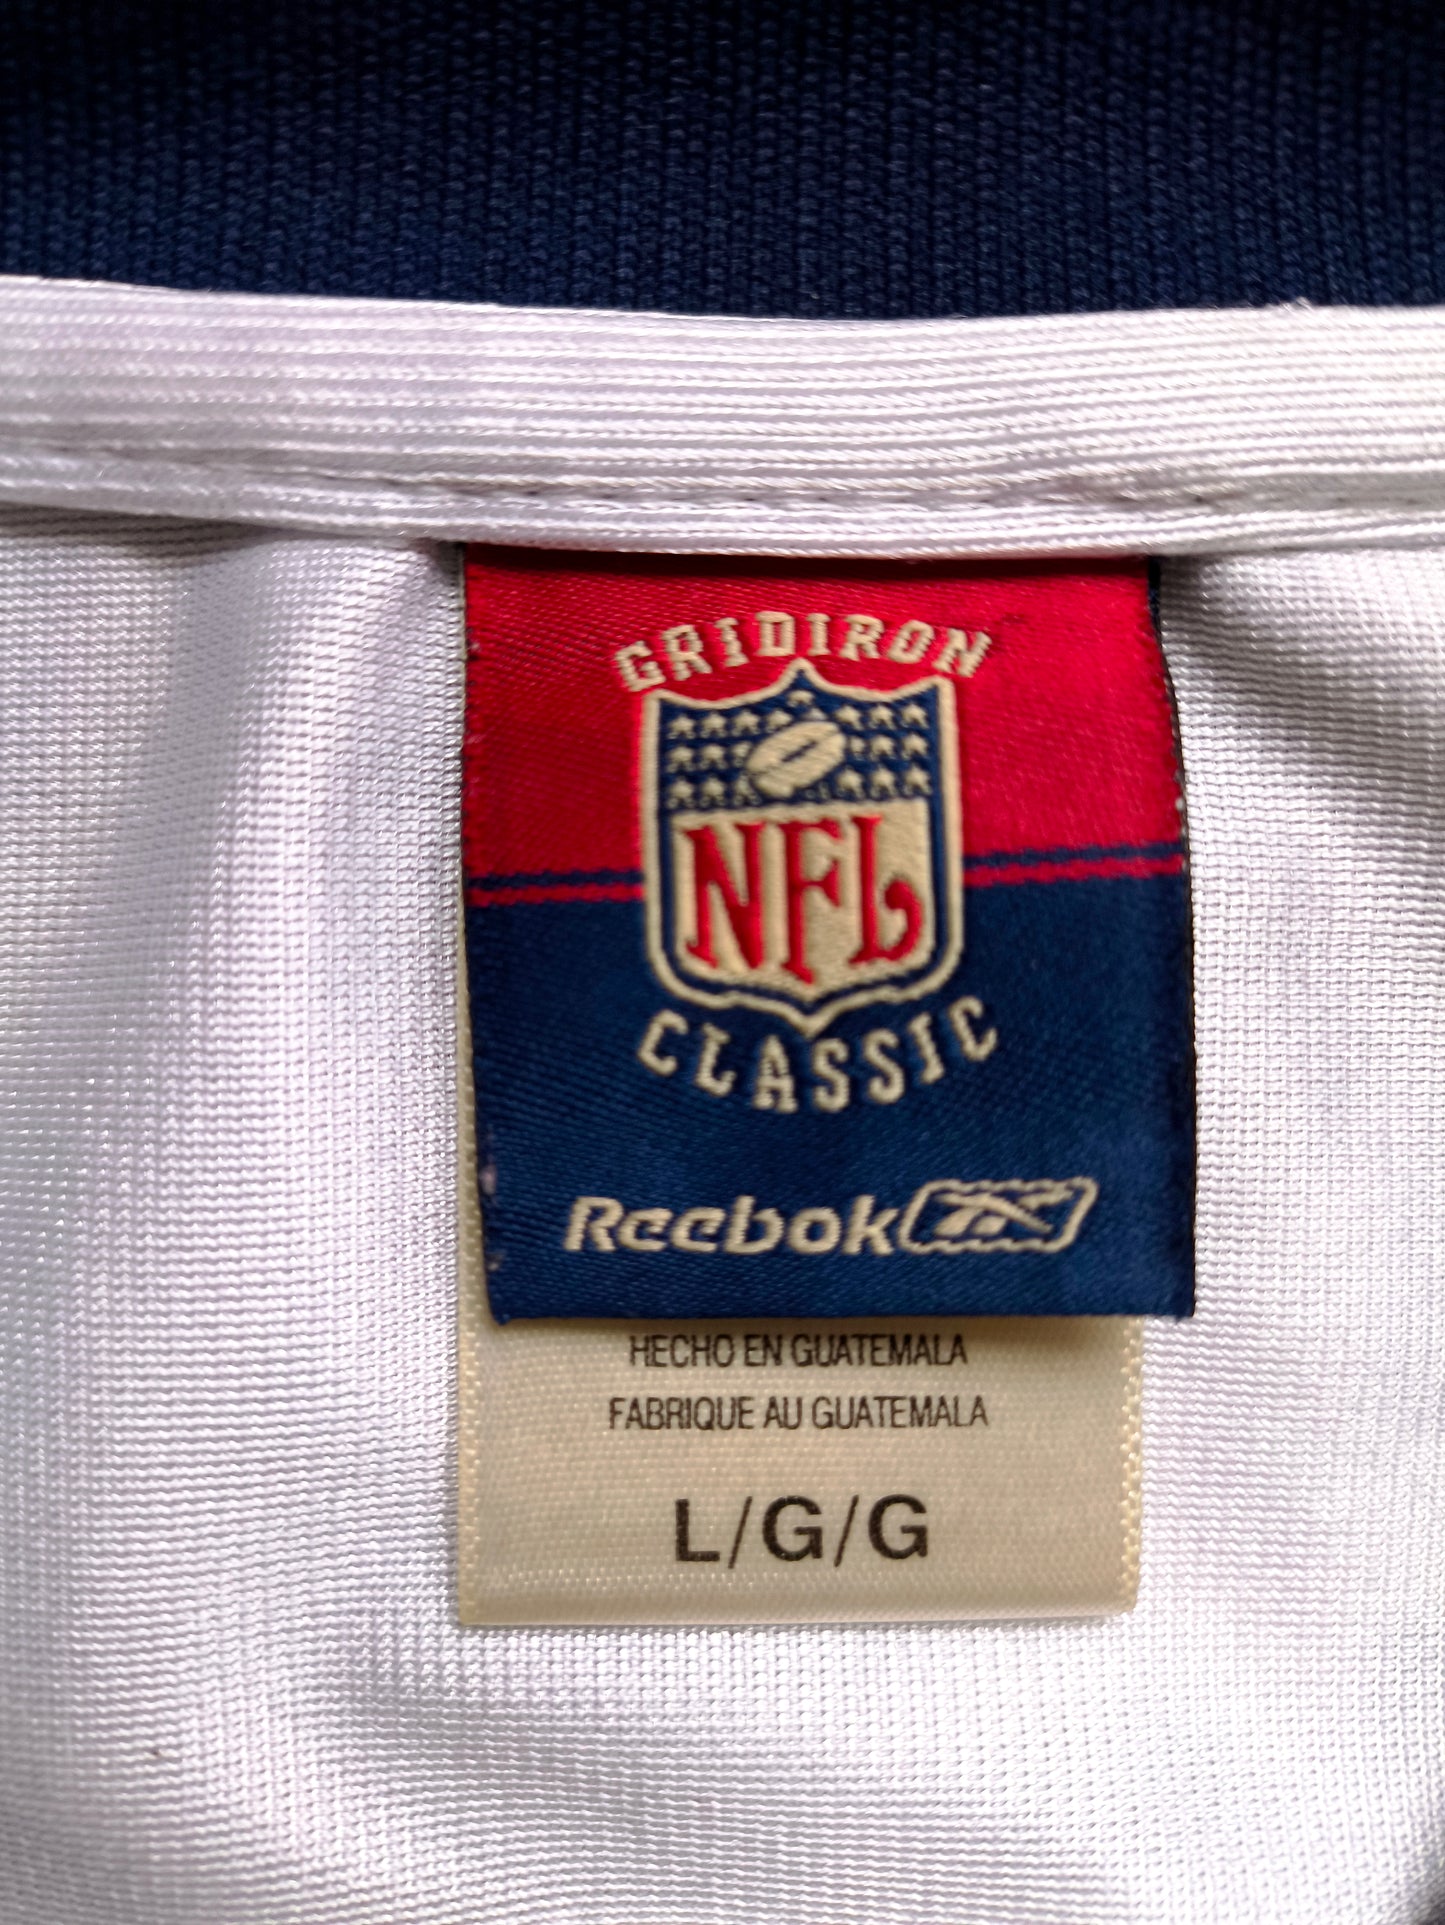 GRIDIRON
NFL
CLASSIC
Reebok
HECHO EN GUATEMALA
FABRIQUE AU GUATEMALA
L/G/G